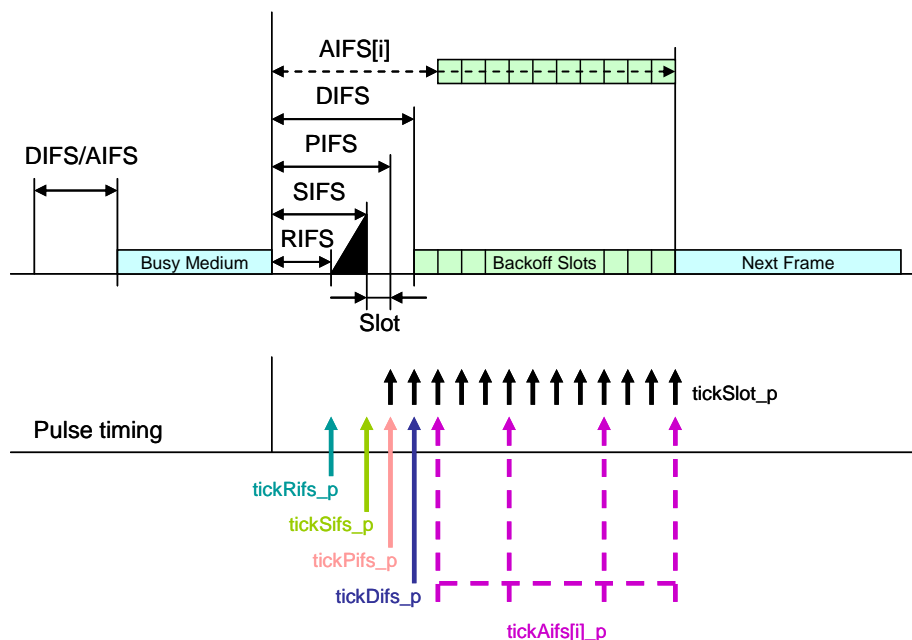 AIFS[i]
DIFS
PIFS
DIFS/AIFS
SIFS
RIFS
Busy Medium
Backoff Slots
Next Frame
Slot
tickSlot_p
Pulse timing
tickRifs_p
tickSifs_p
tickPifs_p
tickDifs_p
tickAifs[i]_p